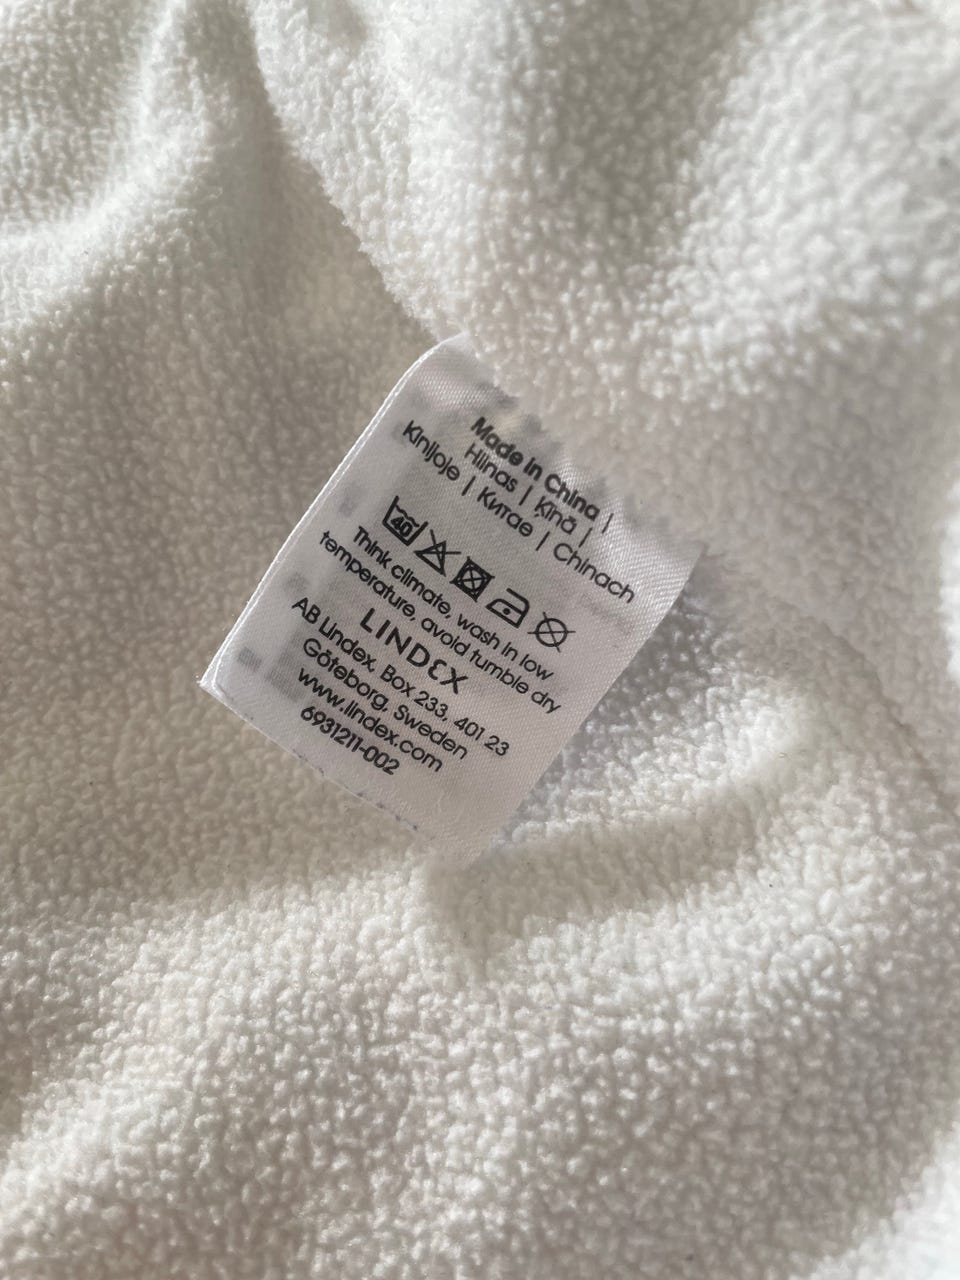 Made in China |
Hiinas | Ķīnā |
Kinijoje | Китае | Chinach
40
Think climate, wash in low
temperature, avoid tumble dry
LINDEX
AB Lindex, Box 233, 401 23
Göteborg, Sweden
www.lindex.com
6931211-002